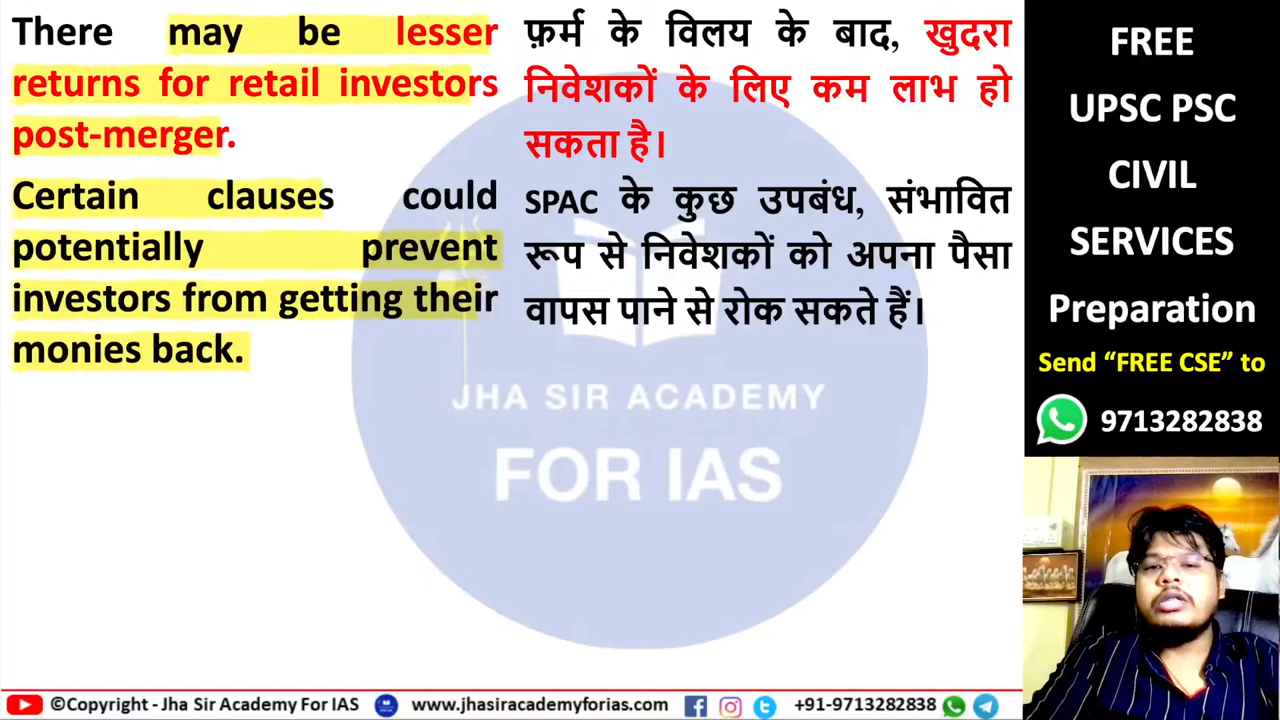 There may be lesser
returns for retail investors
post-merger.
Certain clauses could
potentially prevent
investors from getting their
monies back.
फ़र्म के विलय के बाद, खुदरा
निवेशकों के लिए कम लाभ हो
सकता है।
SPAC के कुछ उपबंध, संभावित
रूप से निवेशकों को अपना पैसा
वापस पाने से रोक सकते हैं।
JHA SIR ACADEMY
FOR IAS
FREE
UPSC PSC
CIVIL
SERVICES
Preparation
Send “FREE CSE” to
9713282838
©Copyright - Jha Sir Academy For IAS www.jhasiracademyforias.com +91-9713282838